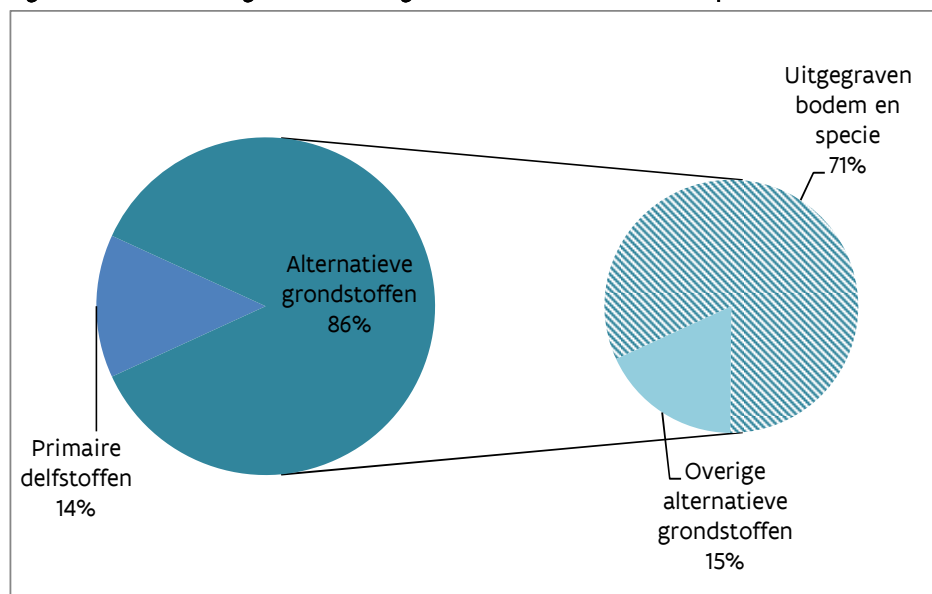 Uitgegraven
bodem en
specie
71%
Alternatieve
grondstoffen
86%
Primaire
delfstoffen
14%
Overige
alternatieve
grondstoffen
15%